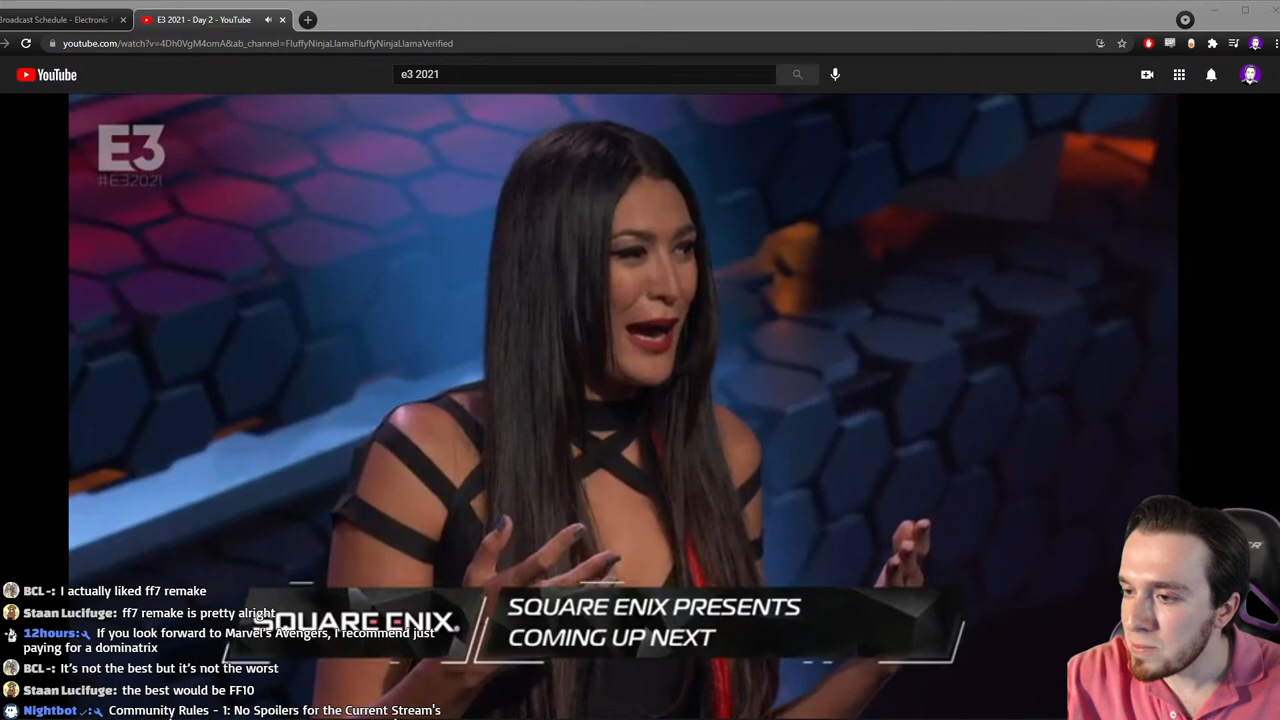 Broadcast Schedule - Electronic
E3 2021 - Day 2 - YouTube
youtube.com/watch?v=4Dh0VgM4omA&ab_channel=FluffyNinjaLlamaFluffyNinjaLlamaVerified
YouTube
e3 2021
E3
#E32021
SQUARE ENIX.
SQUARE ENIX PRESENTS
COMING UP NEXT
BCL-: I actually liked ff7 remake
Staan Lucifuge: ff7 remake is pretty alright
12hours: If you look forward to Marvel's Avengers, I recommend just
paying for a dominatrix
BCL-: It's not the best but it's not the worst
Staan Lucifuge: the best would be FF10
Nightbot: Community Rules - 1: No Spoilers for the Current Stream's